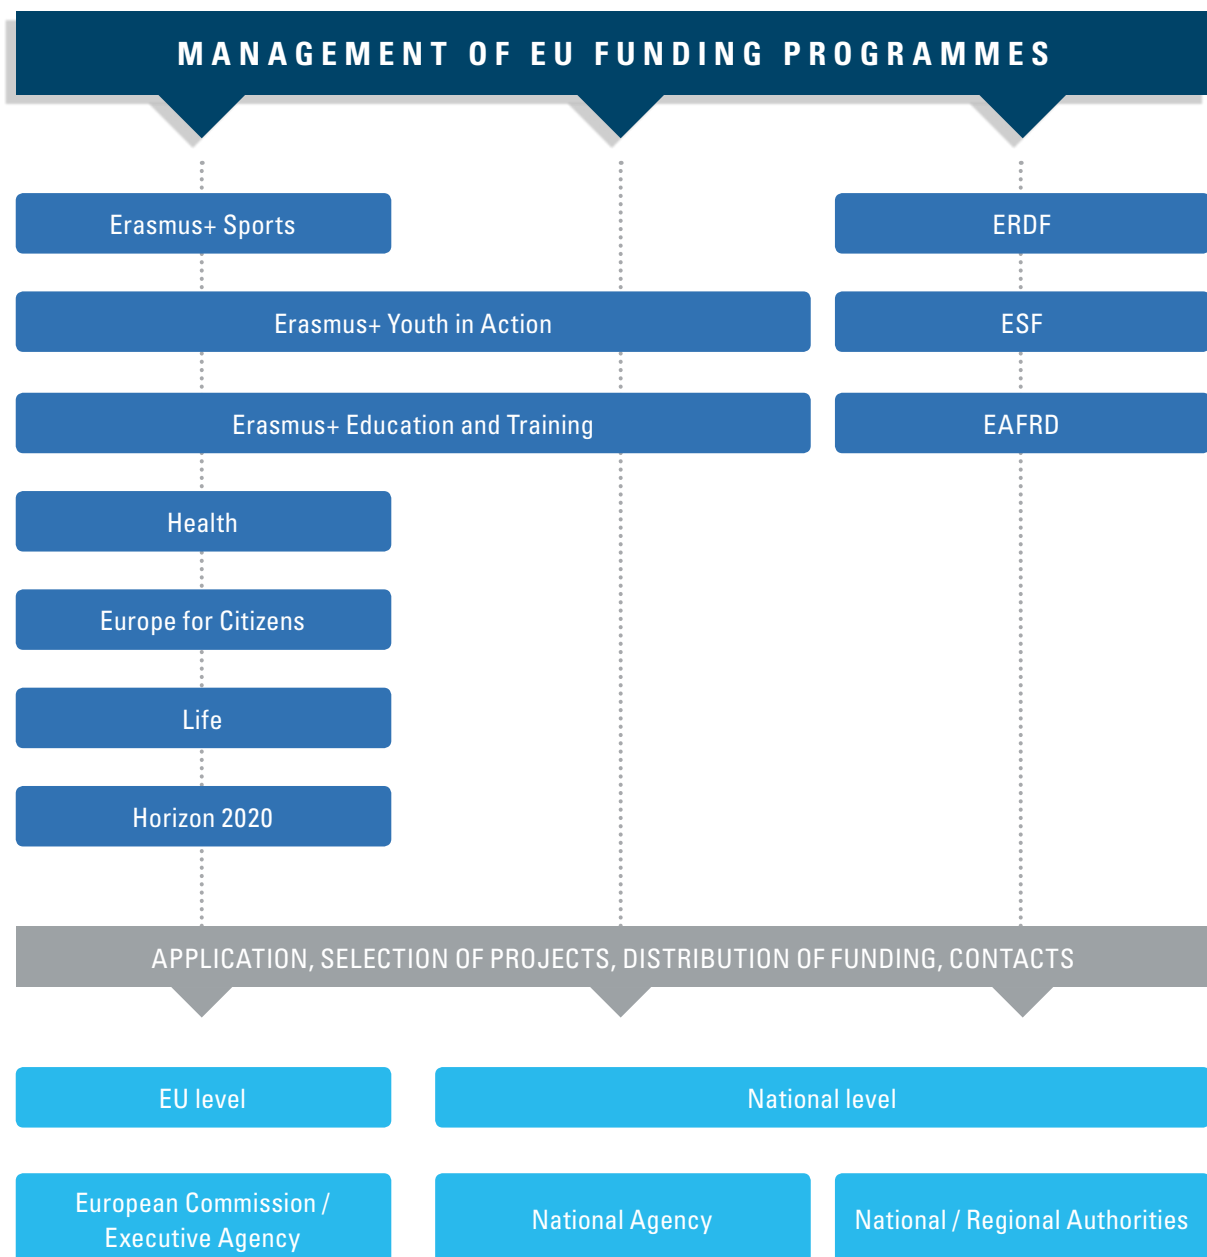 MANAGEMENT OF EU FUNDING PROGRAMMES
Erasmus+ Sports
ERDF
Erasmus+ Youth in Action
ESF
Erasmus+ Education and Training
EAFRD
Health
Europe for Citizens
Life
Horizon 2020
APPLICATION, SELECTION OF PROJECTS, DISTRIBUTION OF FUNDING, CONTACTS
EU level
National level
European Commission /
Executive Agency
National Agency
National / Regional Authorities